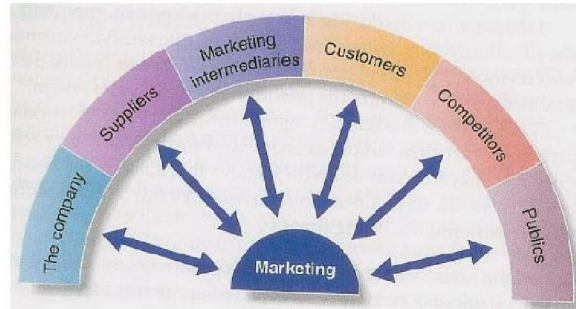 The company
Suppliers
Marketing
intermediaries
Customers
Competitors
Publics
Marketing